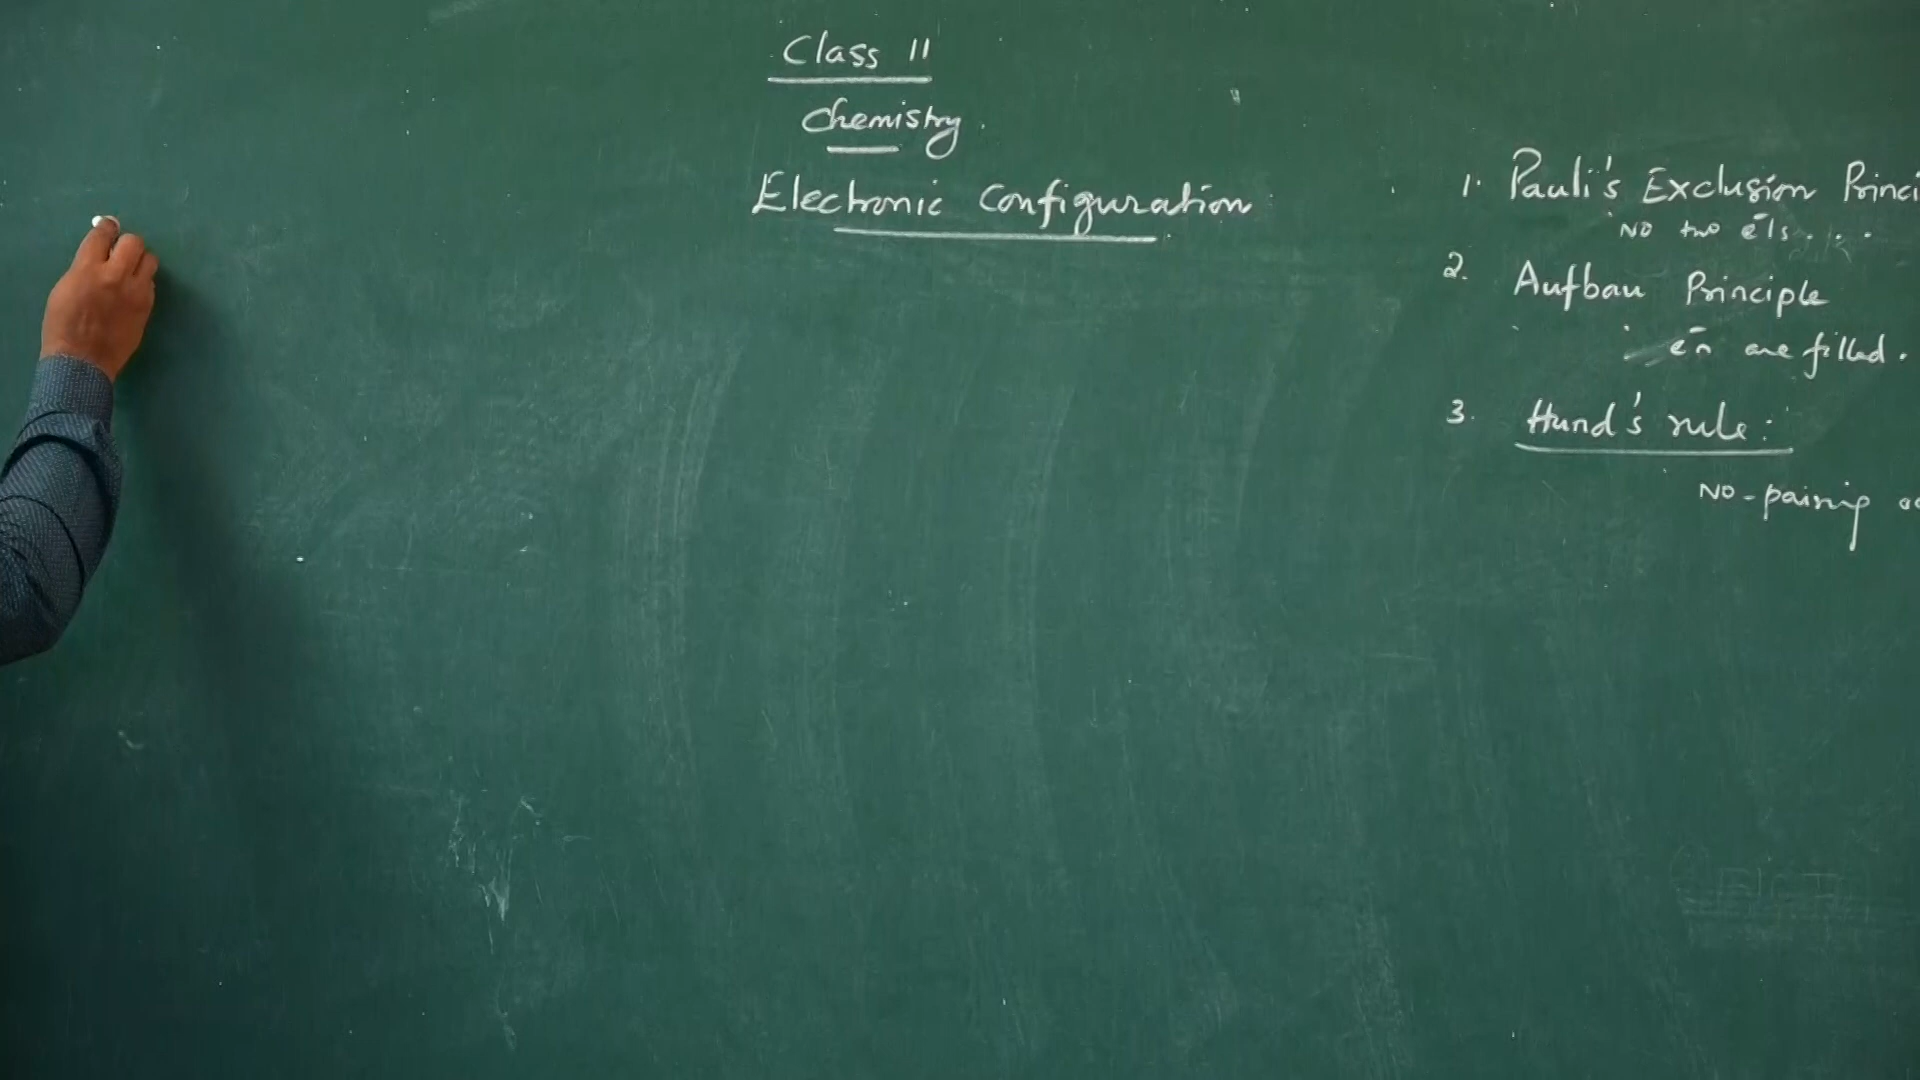 Class 11
Chemistry.
Electronic Configuration
1. Pauli's Exclusion Princi
No two e̅ls...
2. Aufbau Principle
e̅n are filled.
3. Hund's rule:
NO-pairing